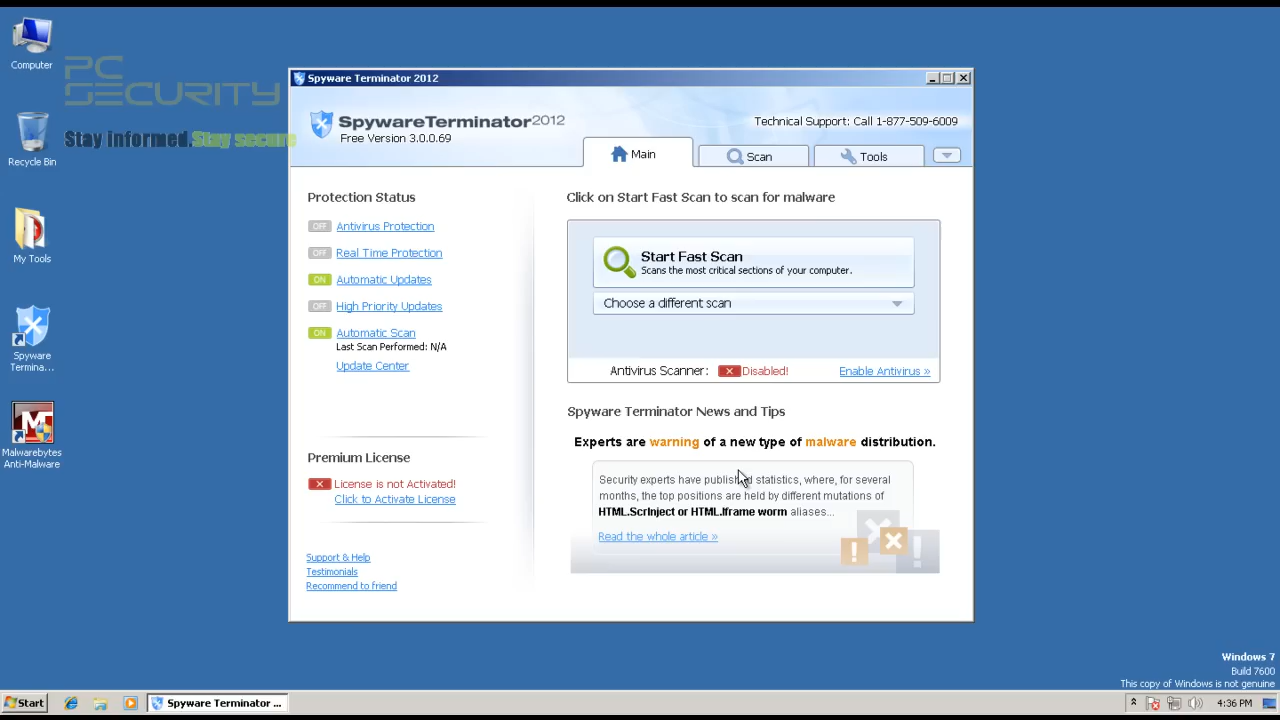 Computer
PC
SECURITY
Stay informed.Stay secure
Recycle Bin
My Tools
Spyware
Termina...
Malwarebytes
Anti-Malware
Spyware Terminator 2012
SpywareTerminator2012
Free Version 3.0.0.69
Technical Support: Call 1-877-509-6009
Main
Scan
Tools
Protection Status
OFF Antivirus Protection
OFF Real Time Protection
ON Automatic Updates
OFF High Priority Updates
ON Automatic Scan
Last Scan Performed: N/A
Update Center
Premium License
License is not Activated!
Click to Activate License
Support & Help
Testimonials
Recommend to friend
Click on Start Fast Scan to scan for malware
Start Fast Scan
Scans the most critical sections of your computer.
Choose a different scan
Antivirus Scanner: Disabled! Enable Antivirus »
Spyware Terminator News and Tips
Experts are warning of a new type of malware distribution.
Security experts have published statistics, where, for several
months, the top positions are held by different mutations of
HTML.ScrInject or HTML.Iframe worm aliases...
Read the whole article »
Windows 7
Build 7600
This copy of Windows is not genuine
Start
Spyware Terminator ...
4:36 PM